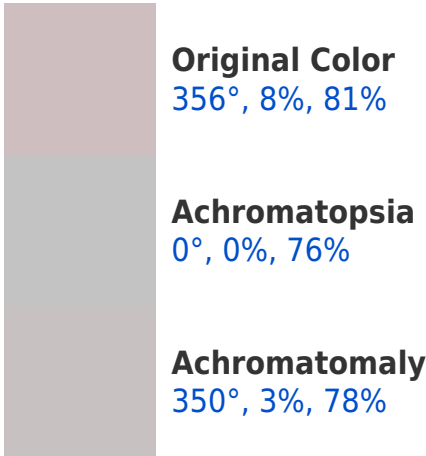 Original Color
356°, 8%, 81%
Achromatopsia
0°, 0%, 76%
Achromatomaly
350°, 3%, 78%